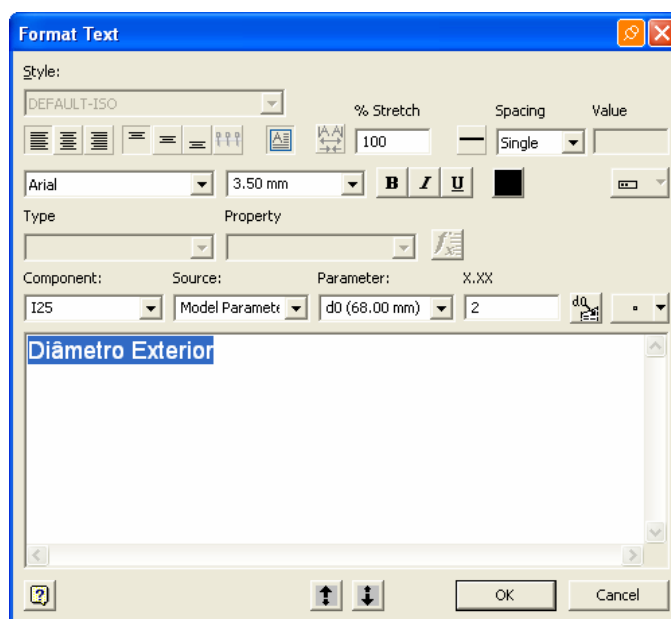 Format Text
Style:
DEFAULT-ISO
% Stretch
Spacing
Value
100
Single
Arial
3.50 mm
B I U
Type
Property
Component:
Source:
Parameter:
X.XX
I25
Model Paramete
d0 (68.00 mm)
2
Diâmetro Exterior
OK
Cancel